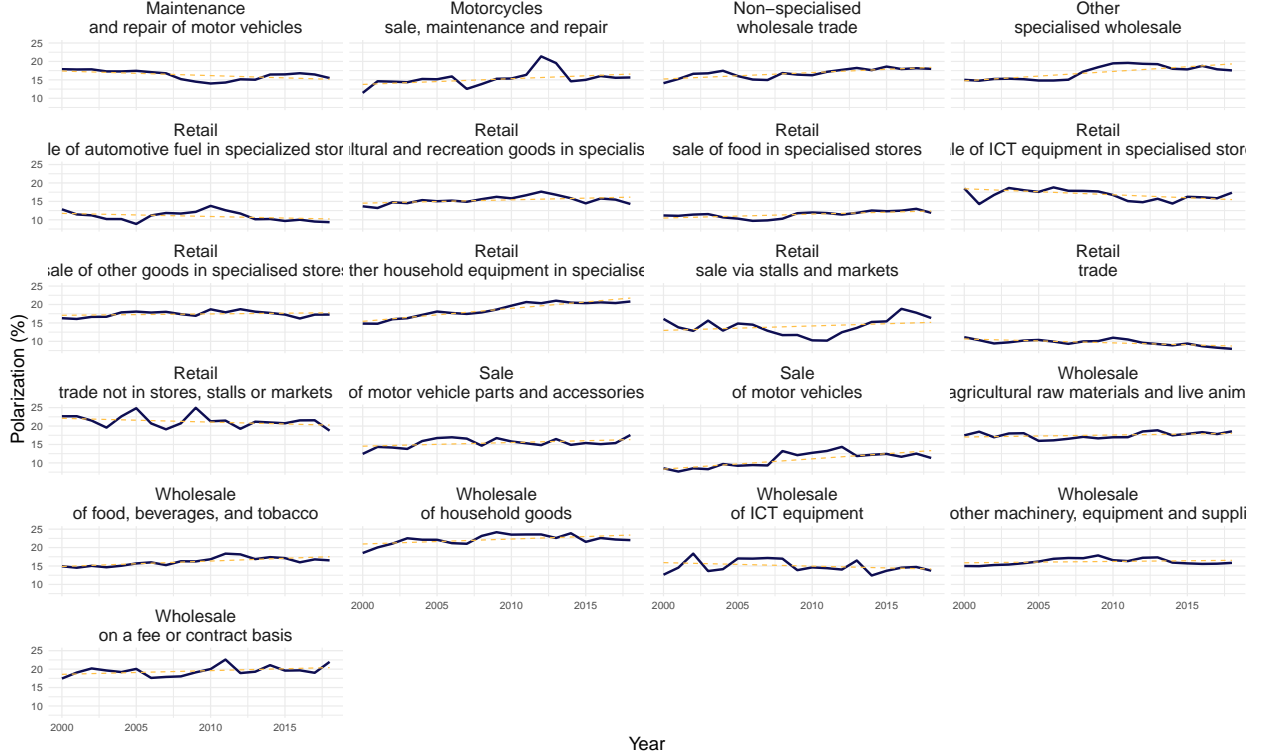 Maintenance
and repair of motor vehicles
Motorcycles
sale, maintenance and repair
Non−specialised
wholesale trade
Other
specialised wholesale
25
20
15
10
Retail
le of automotive fuel in specialized stor
Retail
ltural and recreation goods in specialis
Retail
sale of food in specialised stores
Retail
le of ICT equipment in specialised store
25
20
15
10
Retail
sale of other goods in specialised stores
Retail
ther household equipment in specialise
Retail
sale via stalls and markets
Retail
trade
25
20
15
10
Retail
trade not in stores, stalls or markets
Sale
of motor vehicle parts and accessories
Sale
of motor vehicles
Wholesale
agricultural raw materials and live anim
25
20
15
10
Wholesale
of food, beverages, and tobacco
Wholesale
of household goods
Wholesale
of ICT equipment
Wholesale
other machinery, equipment and suppli
25
20
15
10
2000 2005 2010 2015
2000 2005 2010 2015
2000 2005 2010 2015
Wholesale
on a fee or contract basis
25
20
15
10
2000 2005 2010 2015
Polarization (%)
Year